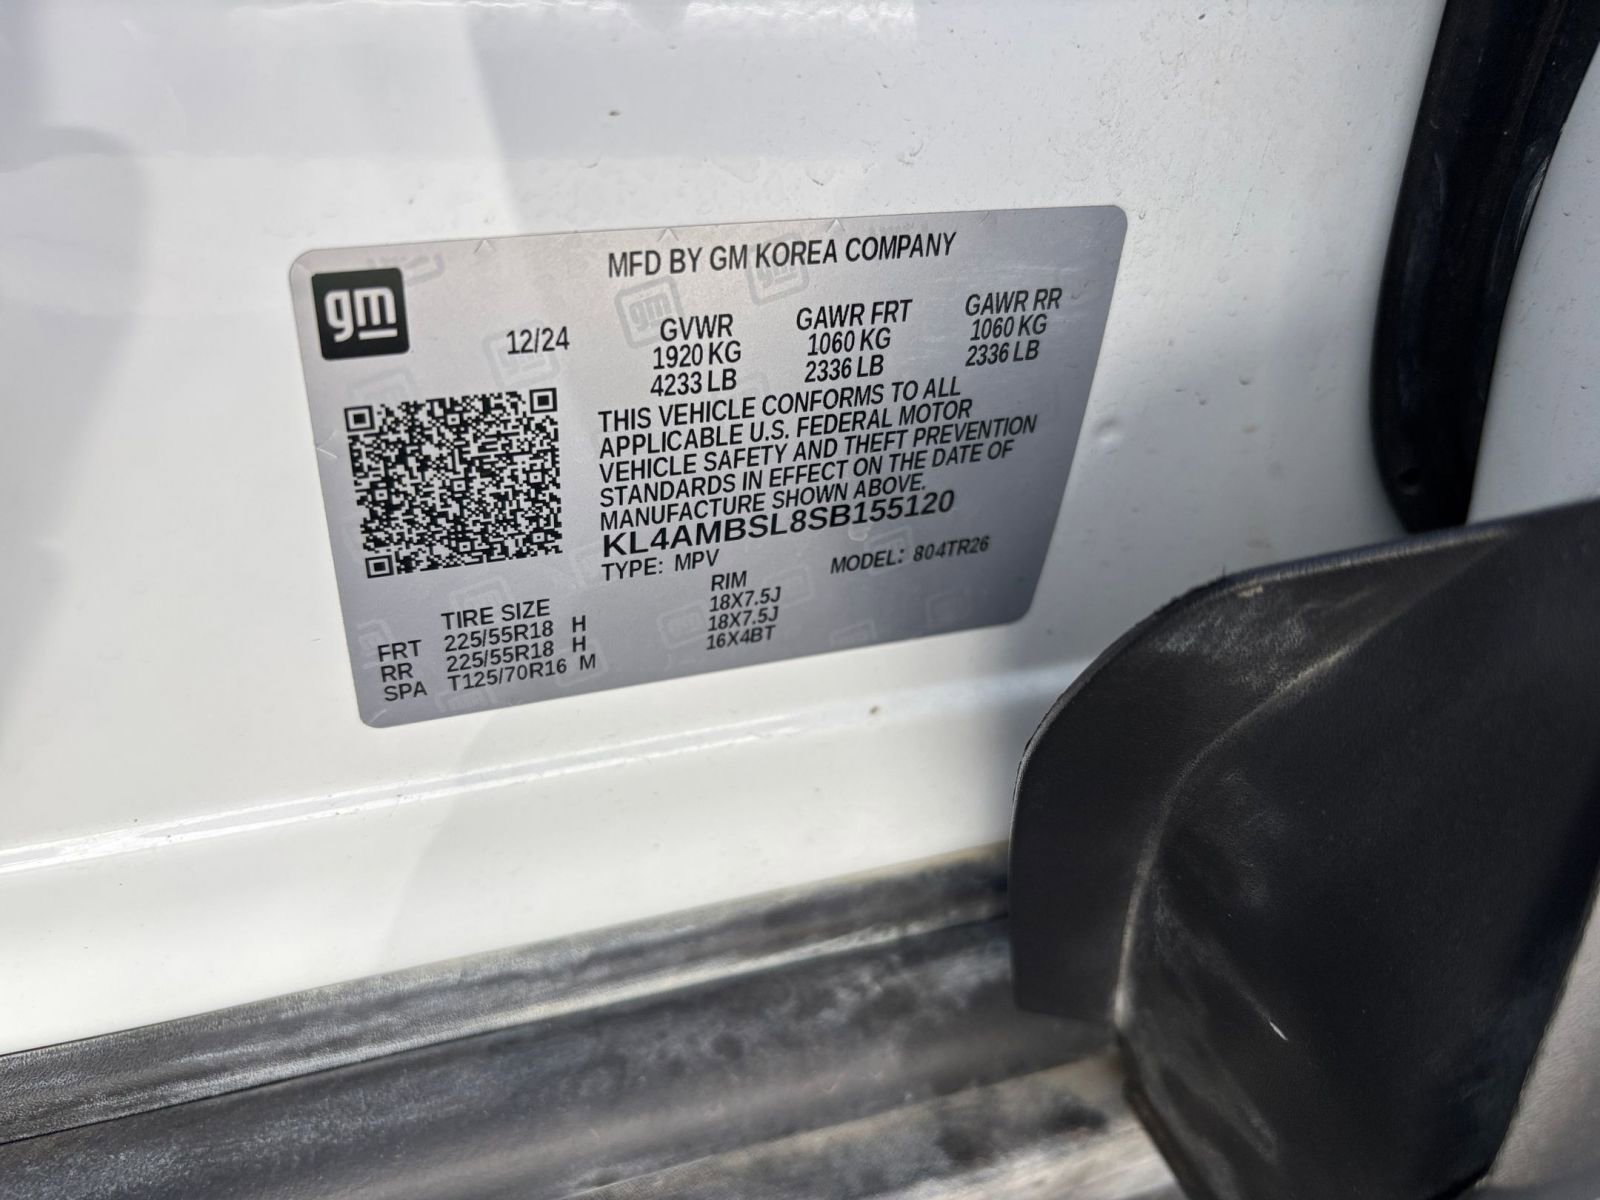 MFD BY GM KOREA COMPANY
gm
12/24
GVWR GAWR FRT GAWR RR
1920 KG 1060 KG 1060 KG
4233 LB 2336 LB 2336 LB
THIS VEHICLE CONFORMS TO ALL
APPLICABLE U.S. FEDERAL MOTOR
VEHICLE SAFETY AND THEFT PREVENTION
STANDARDS IN EFFECT ON THE DATE OF
MANUFACTURE SHOWN ABOVE.
KL4AMBSL8SB155120
TYPE: MPV MODEL: 804TR26
TIRE SIZE RIM
FRT 225/55R18 H 18X7.5J
RR 225/55R18 H 18X7.5J
SPA T125/70R16 M 16X4BT